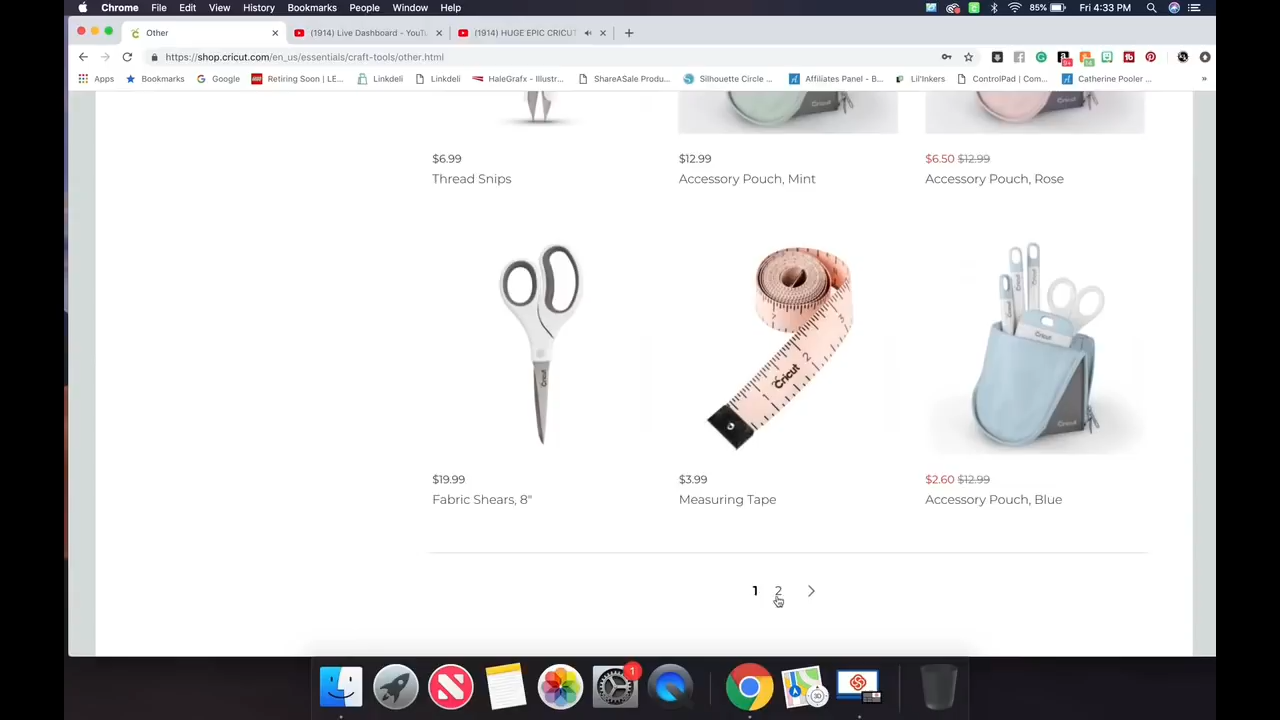 Chrome File Edit View History Bookmarks People Window Help
85% Fri 4:33 PM
Other
(1914) Live Dashboard - YouTu
(1914) HUGE EPIC CRICUT
https://shop.cricut.com/en_us/essentials/craft-tools/other.html
Apps Bookmarks Google Retiring Soon | LE... Linkdeli Linkdeli HaleGrafx - Illustr... ShareASale Produ... Silhouette Circle ... Affiliates Panel - B... Lil'Inkers ControlPad | Com... Catherine Pooler ... »
$6.99
Thread Snips
$12.99
Accessory Pouch, Mint
$6.50 $12.99
Accessory Pouch, Rose
$19.99
Fabric Shears, 8"
$3.99
Measuring Tape
$2.60 $12.99
Accessory Pouch, Blue
1 2